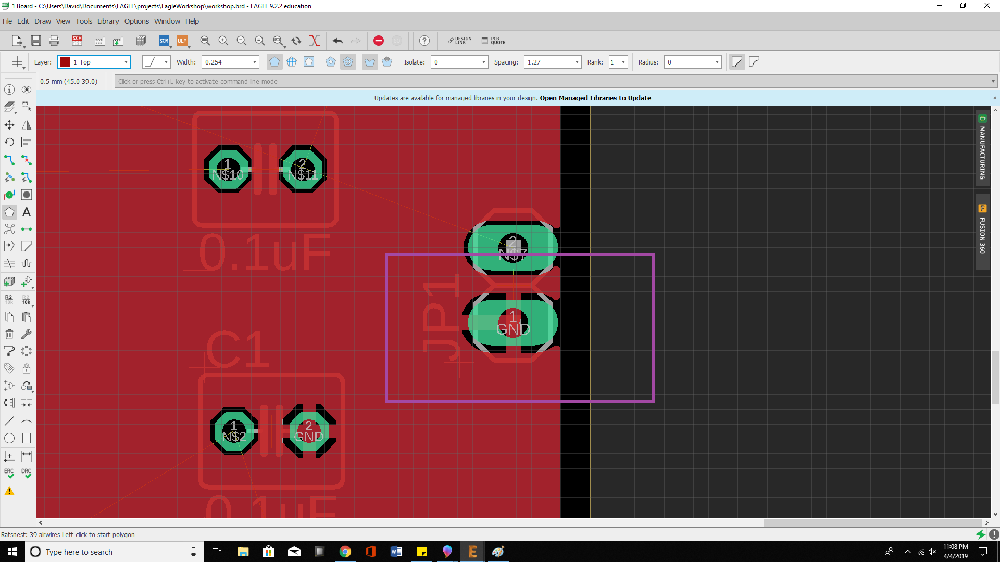 1 Board - C:\Users\David\Documents\EAGLE\projects\EagleWorkshop\workshop.brd - EAGLE 9.2.2 education
File Edit Draw View Tools Library Options Window Help
SCH BRD SCR ULP GO DESIGN LINK PCB QUOTE
Layer: 1 Top Width: 0.254 Isolate: 0 Spacing: 1.27 Rank: 1 Radius: 0
0.5 mm (45.0 39.0) Click or press Ctrl+L key to activate command line mode
Updates are available for managed libraries in your design. Open Managed Libraries to Update
MANUFACTURING
FUSION 360
1
N$10
2
N$11
0.1uF
2
N$7
JP1
1
GND
C1
1
N$2
2
GND
0.1uF
R2 10k R2 10k
ERC DRC
Ratsnest: 39 airwires Left-click to start polygon
Type here to search
11:08 PM
4/4/2019